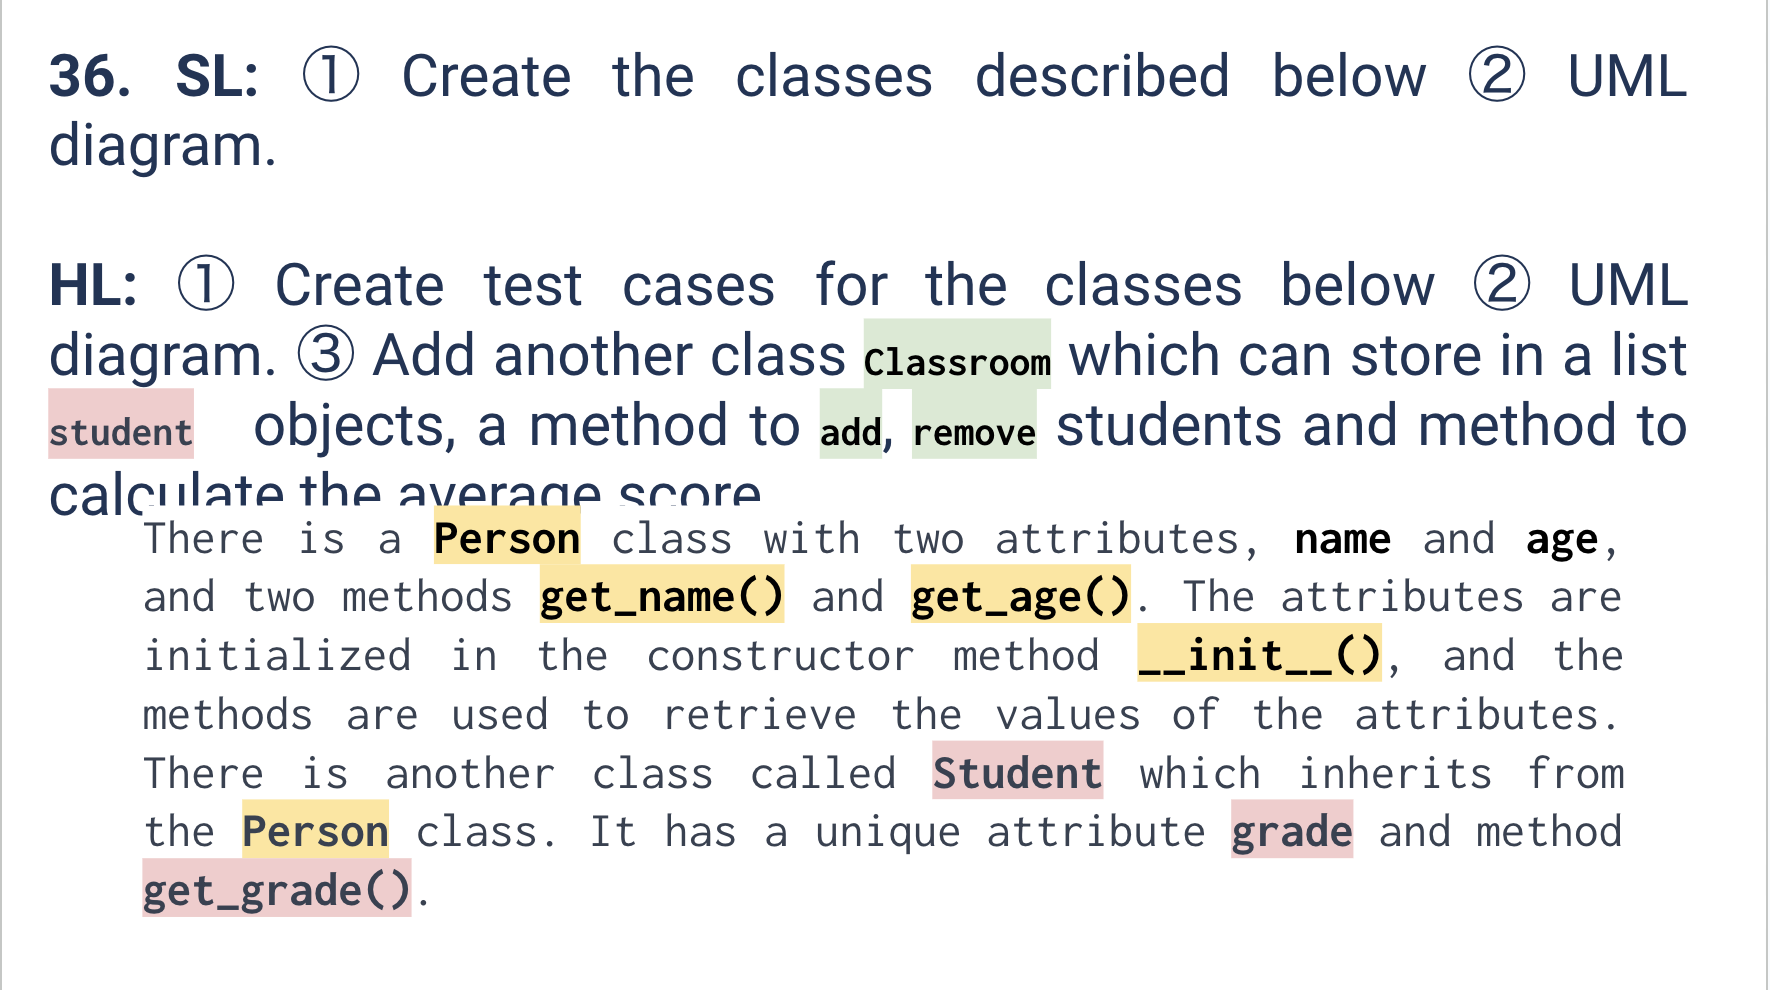 36. SL: ① Create the classes described below ② UML
diagram.
HL: ① Create test cases for the classes below ② UML
diagram. ③ Add another class Classroom which can store in a list
student objects, a method to add, remove students and method to
calculate the average score
There is a Person class with two attributes, name and age,
and two methods get_name() and get_age(). The attributes are
initialized in the constructor method __init__(), and the
methods are used to retrieve the values of the attributes.
There is another class called Student which inherits from
the Person class. It has a unique attribute grade and method
get_grade().